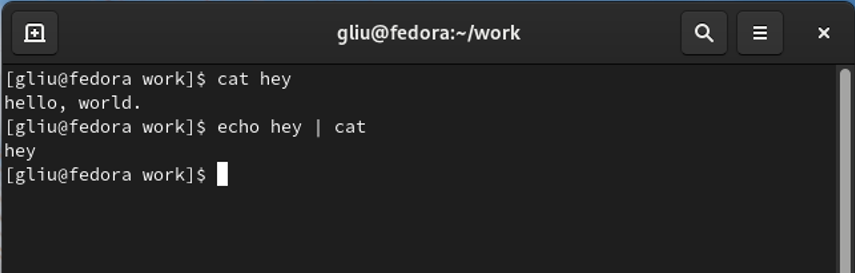 gliu@fedora:~/work
[gliu@fedora work]$ cat hey
hello, world.
[gliu@fedora work]$ echo hey | cat
hey
[gliu@fedora work]$